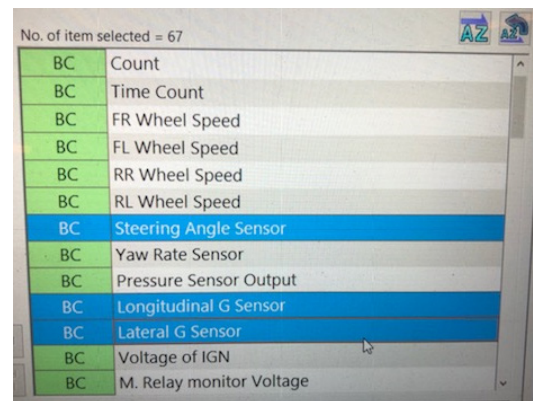 No. of item selected = 67
AZ AZ
BC Count
BC Time Count
BC FR Wheel Speed
BC FL Wheel Speed
BC RR Wheel Speed
BC RL Wheel Speed
BC Steering Angle Sensor
BC Yaw Rate Sensor
BC Pressure Sensor Output
BC Longitudinal G Sensor
BC Lateral G Sensor
BC Voltage of IGN
BC M. Relay monitor Voltage